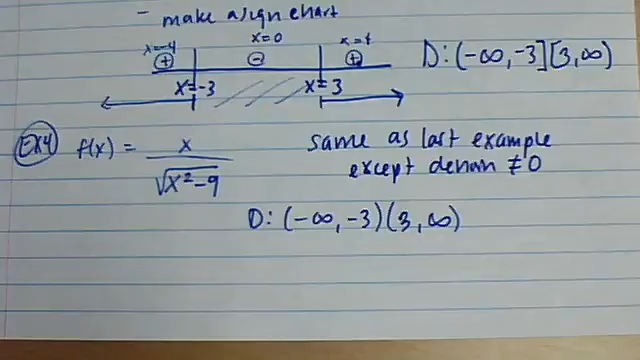 - make a sign chart
x=-4 x=0 x=4
+ - +
D: (-∞, -3][3, ∞)
x=-3 x=3
EX4 f(x) = x / √x²-9
same as last example
except denom ≠0
D: (-∞, -3)(3, ∞)